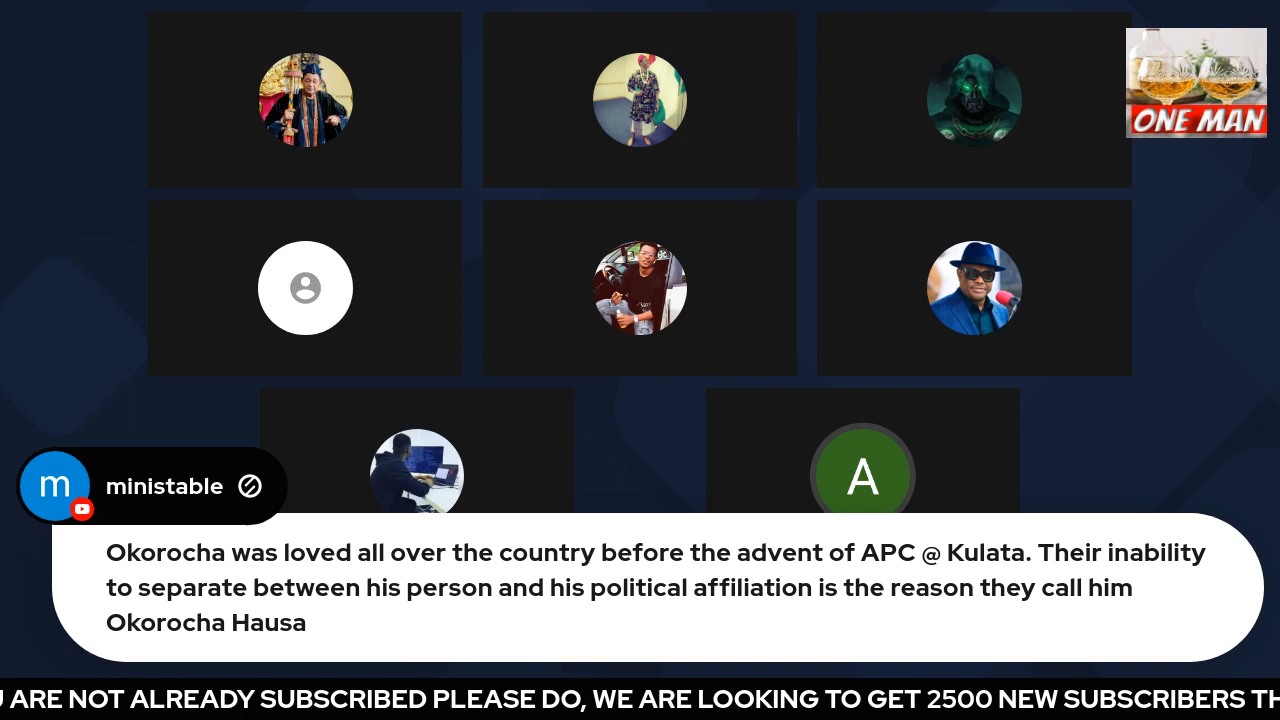 ONE MAN
m
ministable
A
Okorocha was loved all over the country before the advent of APC @ Kulata. Their inability
to separate between his person and his political affiliation is the reason they call him
Okorocha Hausa
ARE NOT ALREADY SUBSCRIBED PLEASE DO, WE ARE LOOKING TO GET 2500 NEW SUBSCRIBERS